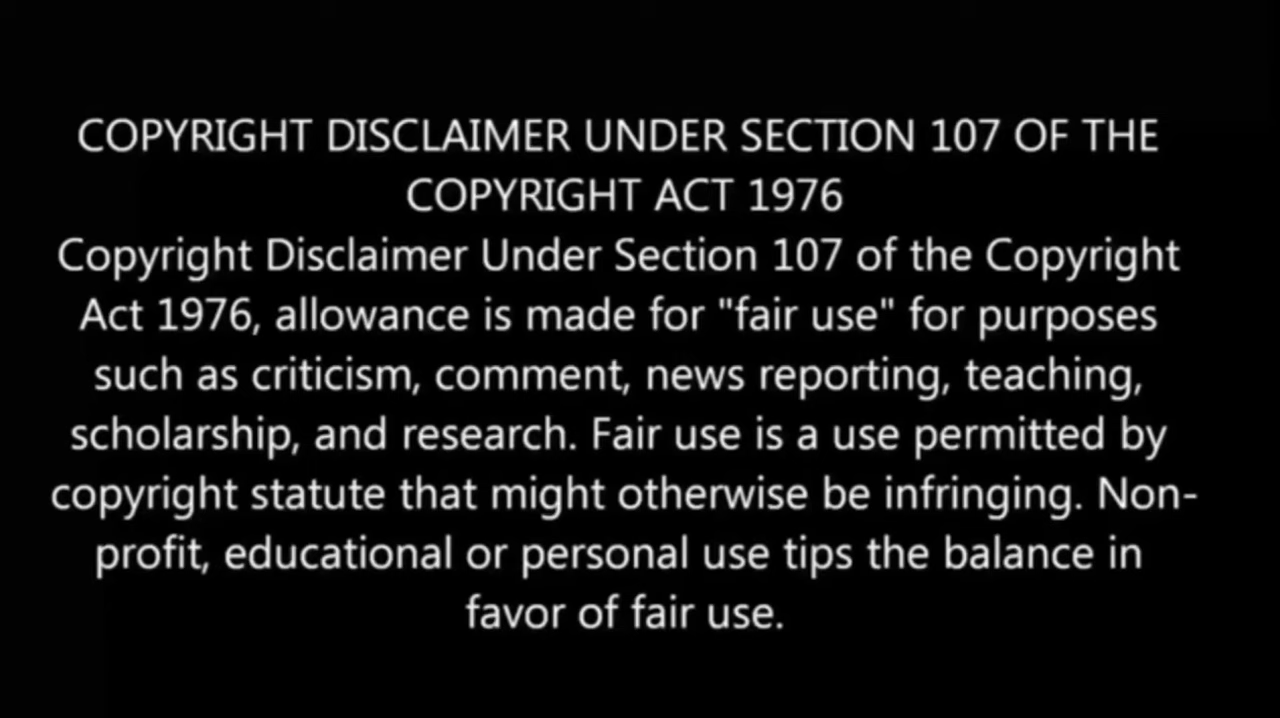 COPYRIGHT DISCLAIMER UNDER SECTION 107 OF THE
COPYRIGHT ACT 1976
Copyright Disclaimer Under Section 107 of the Copyright
Act 1976, allowance is made for "fair use" for purposes
such as criticism, comment, news reporting, teaching,
scholarship, and research. Fair use is a use permitted by
copyright statute that might otherwise be infringing. Non-
profit, educational or personal use tips the balance in
favor of fair use.